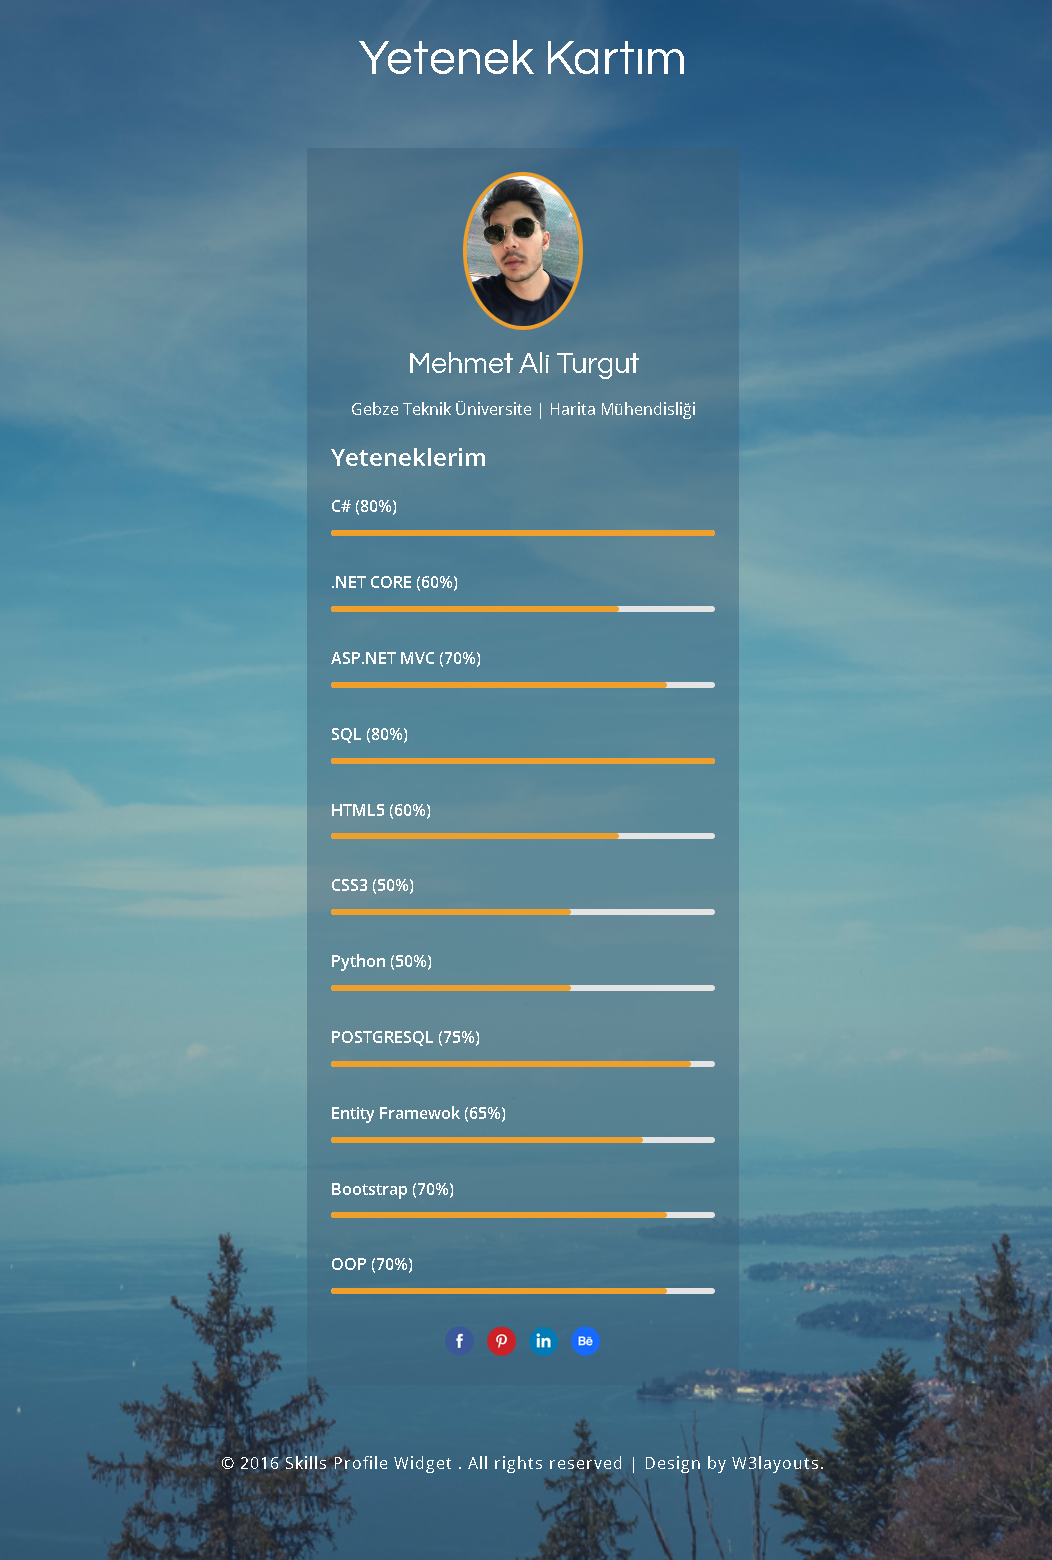 Yetenek Kartım
Mehmet Ali Turgut
Gebze Teknik Üniversite | Harita Mühendisliği
Yeteneklerim
C# (80%)
.NET CORE (60%)
ASP.NET MVC (70%)
SQL (80%)
HTML5 (60%)
CSS3 (50%)
Python (50%)
POSTGRESQL (75%)
Entity Framewok (65%)
Bootstrap (70%)
OOP (70%)
f in Bē
© 2016 Skills Profile Widget . All rights reserved | Design by W3layouts.